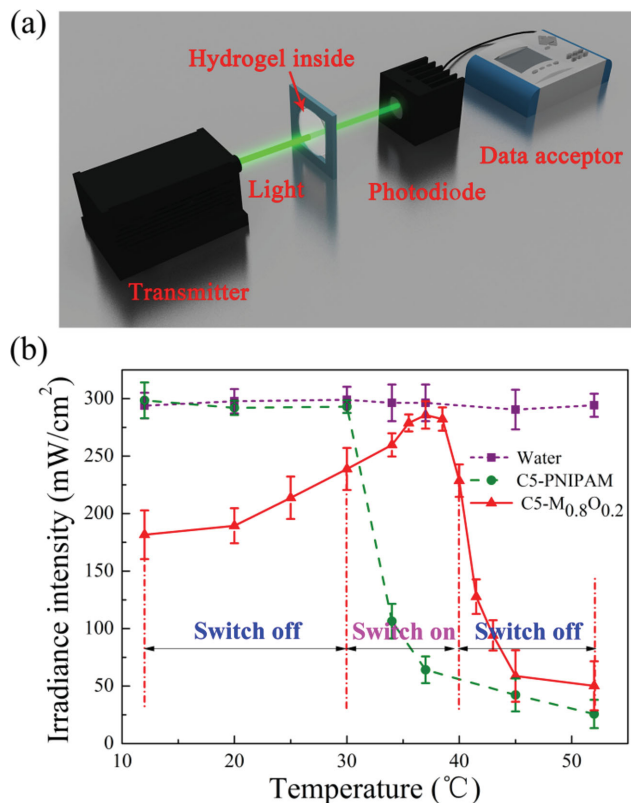 (a)
Hydrogel inside
Light
Photodiode
Data acceptor
Transmitter
(b)
Irradiance intensity (mW/cm²)
300
250
200
150
100
50
0
Water
C5-PNIPAM
C5-M₀.₈O₀.₂
Switch off
Switch on
Switch off
10 20 30 40 50
Temperature (℃)